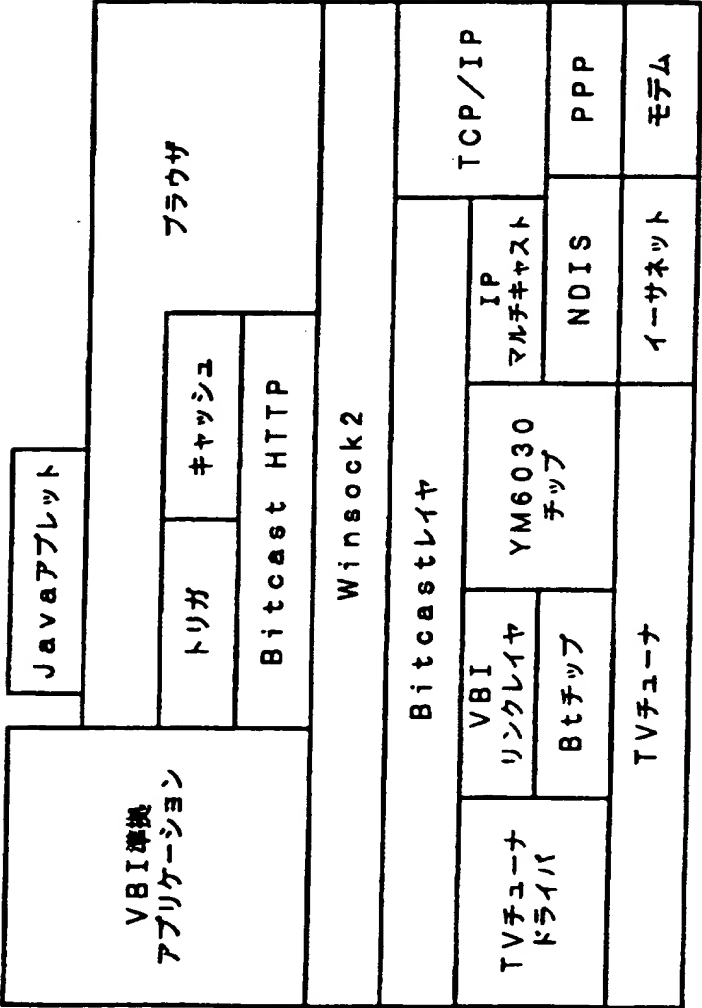 Javaアプレット
VBI準拠
アプリケーション
ブラウザ
トリガ
キャッシュ
Bitcast HTTP
Winsock2
Bitcastレイヤ
TCP/IP
TVチューナ
ドライバ
VBI
リンクレイヤ
Btチップ
YM6030
チップ
IP
マルチキャスト
NDIS
PPP
TVチューナ
イーサネット
モデム